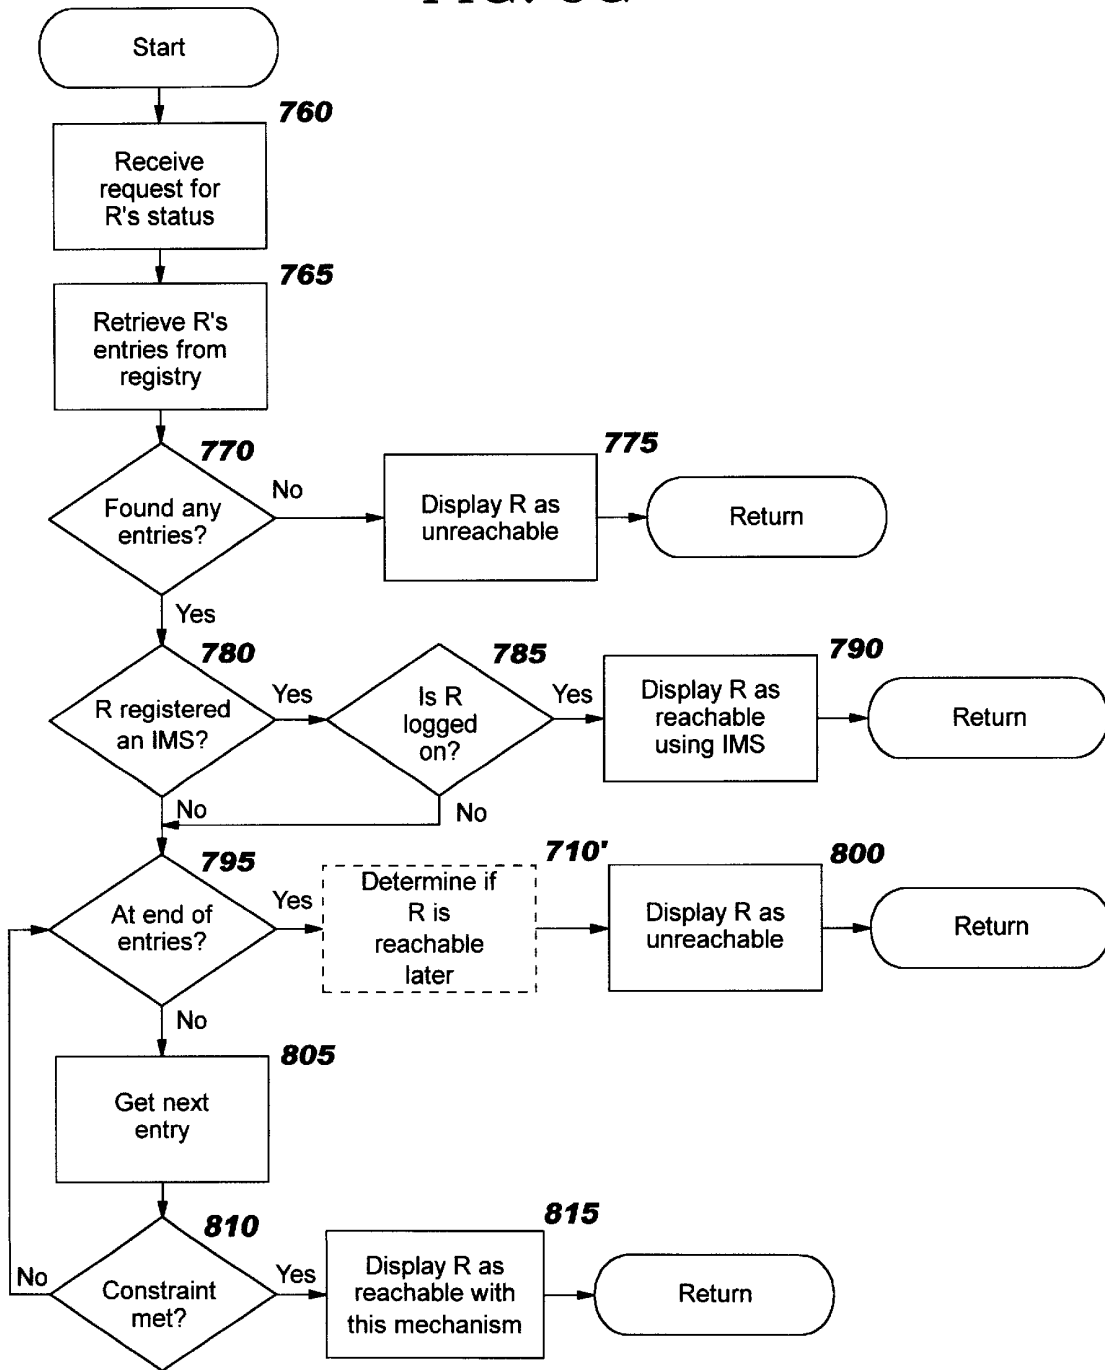 Start
760
Receive
request for
R's status
765
Retrieve R's
entries from
registry
770
Found any
entries?
No
775
Display R as
unreachable
Return
Yes
780
R registered
an IMS?
Yes
785
Is R
logged
on?
Yes
790
Display R as
reachable
using IMS
Return
No
No
795
At end of
entries?
Yes
710'
Determine if
R is
reachable
later
800
Display R as
unreachable
Return
No
805
Get next
entry
810
Constraint
met?
No
Yes
815
Display R as
reachable with
this mechanism
Return